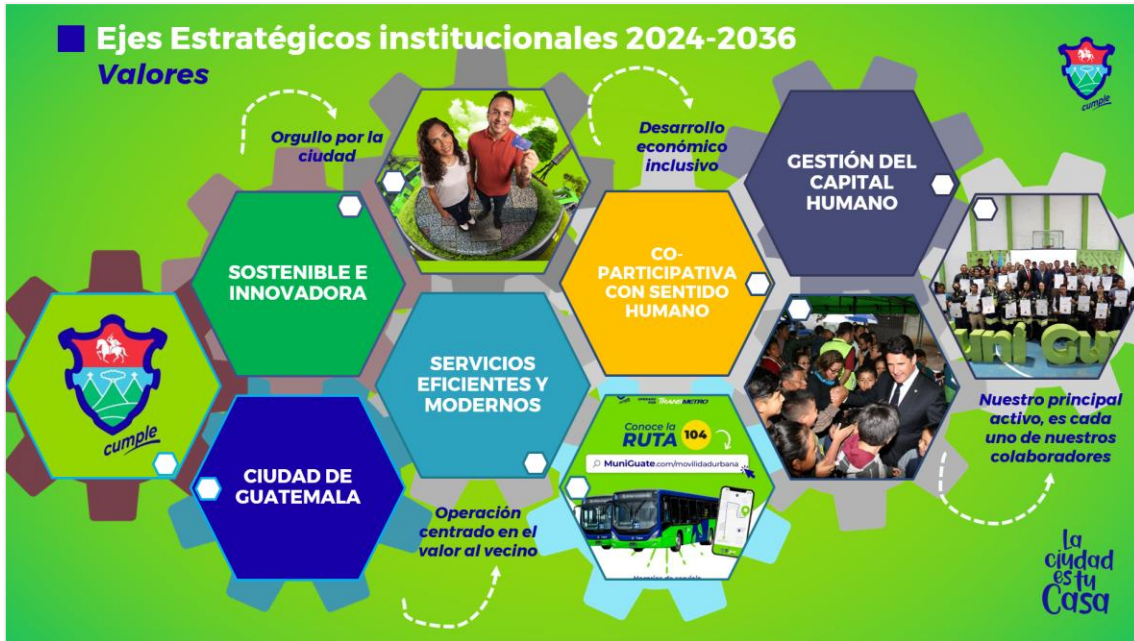 Ejes Estratégicos institucionales 2024-2036
Valores
cumple
Orgullo por la
ciudad
Desarrollo
económico
inclusivo
GESTIÓN DEL
CAPITAL
HUMANO
SOSTENIBLE E
INNOVADORA
CO-
PARTICIPATIVA
CON SENTIDO
HUMANO
Muni Gu
cumple
SERVICIOS
EFICIENTES Y
MODERNOS
Nuestro principal
activo, es cada
uno de nuestros
colaboradores
CIUDAD DE
GUATEMALA
TRANSMETRO
Conoce la
RUTA 104
MuniGuate.com/movilidadurbana
Operación
centrado en el
valor al vecino
La
ciudad
es tu
Casa